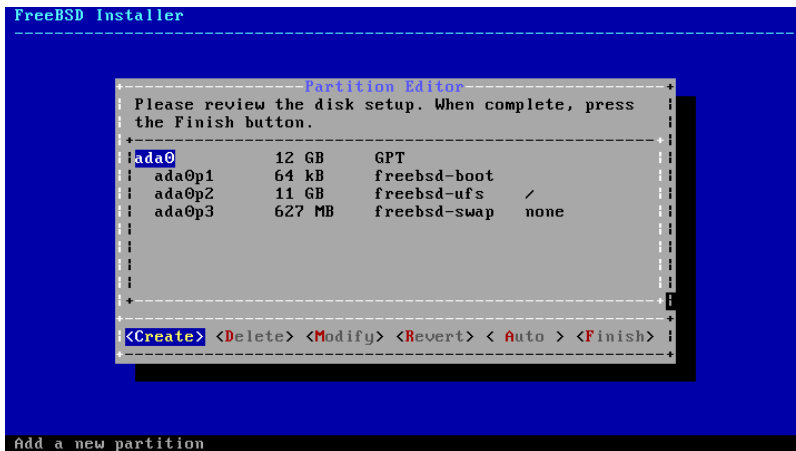 FreeBSD Installer
Partition Editor
Please review the disk setup. When complete, press
the Finish button.
ada0 12 GB GPT
ada0p1 64 kB freebsd-boot
ada0p2 11 GB freebsd-ufs /
ada0p3 627 MB freebsd-swap none
<Create> <Delete> <Modify> <Revert> < Auto > <Finish>
Add a new partition